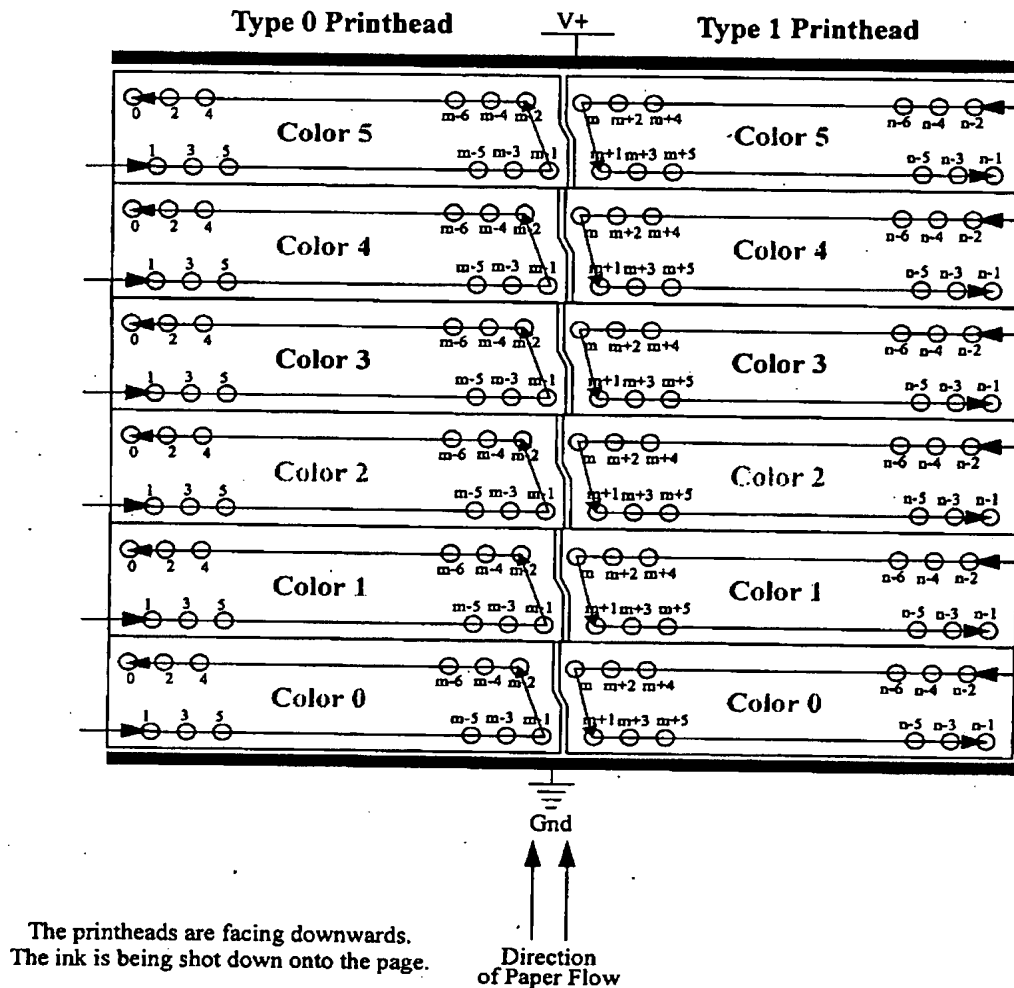 Type 0 Printhead V+ Type 1 Printhead
0 2 4 m-6 m-4 m-2 m m+2 m+4 n-6 n-4 n-2
Color 5 Color 5
1 3 5 m-5 m-3 m-1 m+1 m+3 m+5 n-5 n-3 n-1
0 2 4 m-6 m-4 m-2 m m+2 m+4 n-6 n-4 n-2
Color 4 Color 4
1 3 5 m-5 m-3 m-1 m+1 m+3 m+5 n-5 n-3 n-1
0 2 4 m-6 m-4 m-2 m m+2 m+4 n-6 n-4 n-2
Color 3 Color 3
1 3 5 m-5 m-3 m-1 m+1 m+3 m+5 n-5 n-3 n-1
0 2 4 m-6 m-4 m-2 m m+2 m+4 n-6 n-4 n-2
Color 2 Color 2
1 3 5 m-5 m-3 m-1 m+1 m+3 m+5 n-5 n-3 n-1
0 2 4 m-6 m-4 m-2 m m+2 m+4 n-6 n-4 n-2
Color 1 Color 1
1 3 5 m-5 m-3 m-1 m+1 m+3 m+5 n-5 n-3 n-1
0 2 4 m-6 m-4 m-2 m m+2 m+4 n-6 n-4 n-2
Color 0 Color 0
1 3 5 m-5 m-3 m-1 m+1 m+3 m+5 n-5 n-3 n-1
Gnd
The printheads are facing downwards.
The ink is being shot down onto the page.
Direction
of Paper Flow